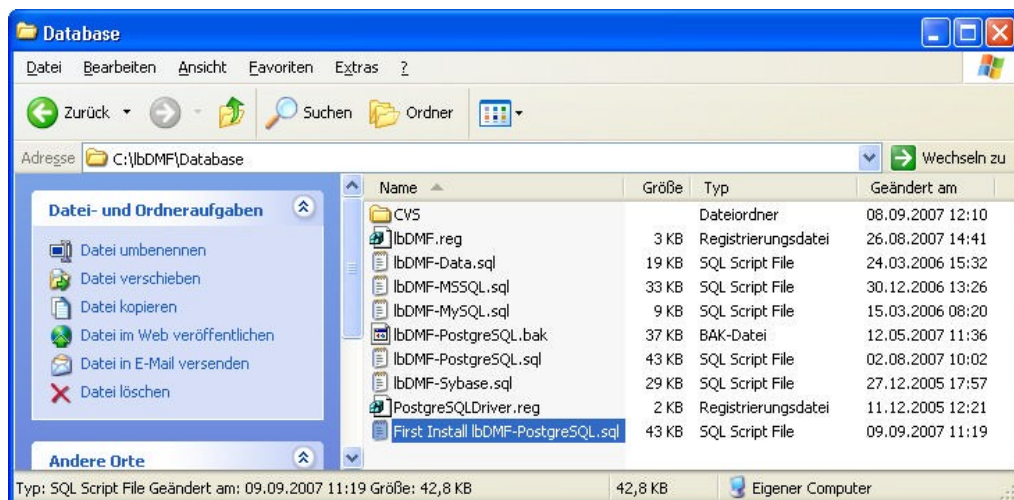 Database
Datei Bearbeiten Ansicht Favoriten Extras ?
Zurück Suchen Ordner
Adresse C:\lbDMF\Database Wechseln zu
Datei- und Ordneraufgaben
Datei umbenennen
Datei verschieben
Datei kopieren
Datei im Web veröffentlichen
Datei in E-Mail versenden
Datei löschen
Andere Orte
Name Größe Typ Geändert am
CVS Dateiordner 08.09.2007 12:10
lbDMF.reg 3 KB Registrierungsdatei 26.08.2007 14:41
lbDMF-Data.sql 19 KB SQL Script File 24.03.2006 15:32
lbDMF-MSSQL.sql 33 KB SQL Script File 30.12.2006 13:26
lbDMF-MySQL.sql 9 KB SQL Script File 15.03.2006 08:20
lbDMF-PostgreSQL.bak 37 KB BAK-Datei 12.05.2007 11:36
lbDMF-PostgreSQL.sql 43 KB SQL Script File 02.08.2007 10:02
lbDMF-Sybase.sql 29 KB SQL Script File 27.12.2005 17:57
PostgreSQLDriver.reg 2 KB Registrierungsdatei 11.12.2005 12:21
First Install lbDMF-PostgreSQL.sql 43 KB SQL Script File 09.09.2007 11:19
Typ: SQL Script File Geändert am: 09.09.2007 11:19 Größe: 42,8 KB 42,8 KB Eigener Computer